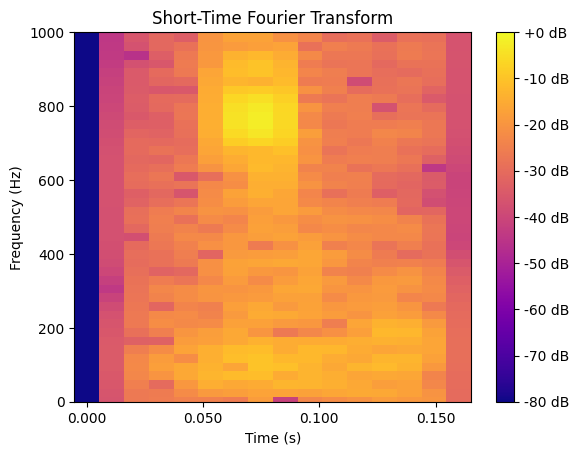 Short-Time Fourier Transform
Frequency (Hz)
1000
800
600
400
200
0
0.000
0.050
0.100
0.150
Time (s)
+0 dB
-10 dB
-20 dB
-30 dB
-40 dB
-50 dB
-60 dB
-70 dB
-80 dB